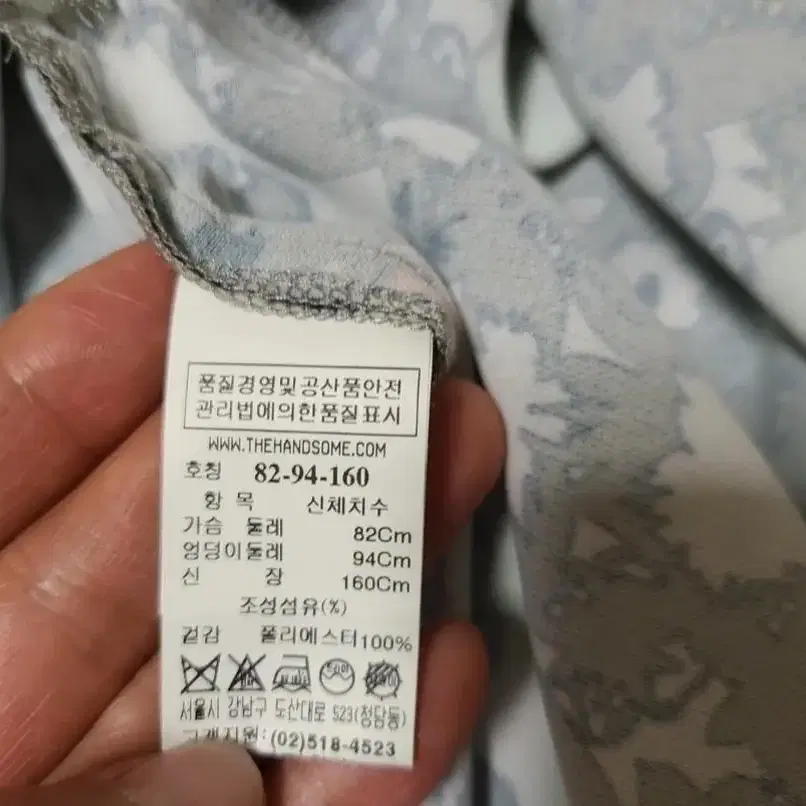 품질경영및공산품안전
관리법에의한품질표시
WWW.THEHANDSOME.COM
호칭 82-94-160
항 목 신체치수
가슴 둘레 82Cm
엉덩이둘레 94Cm
신 장 160Cm
조성섬유(%)
겉감 폴리에스터100%
서울시 강남구 도산대로 523(청담동)
고객지원:(02)518-4523